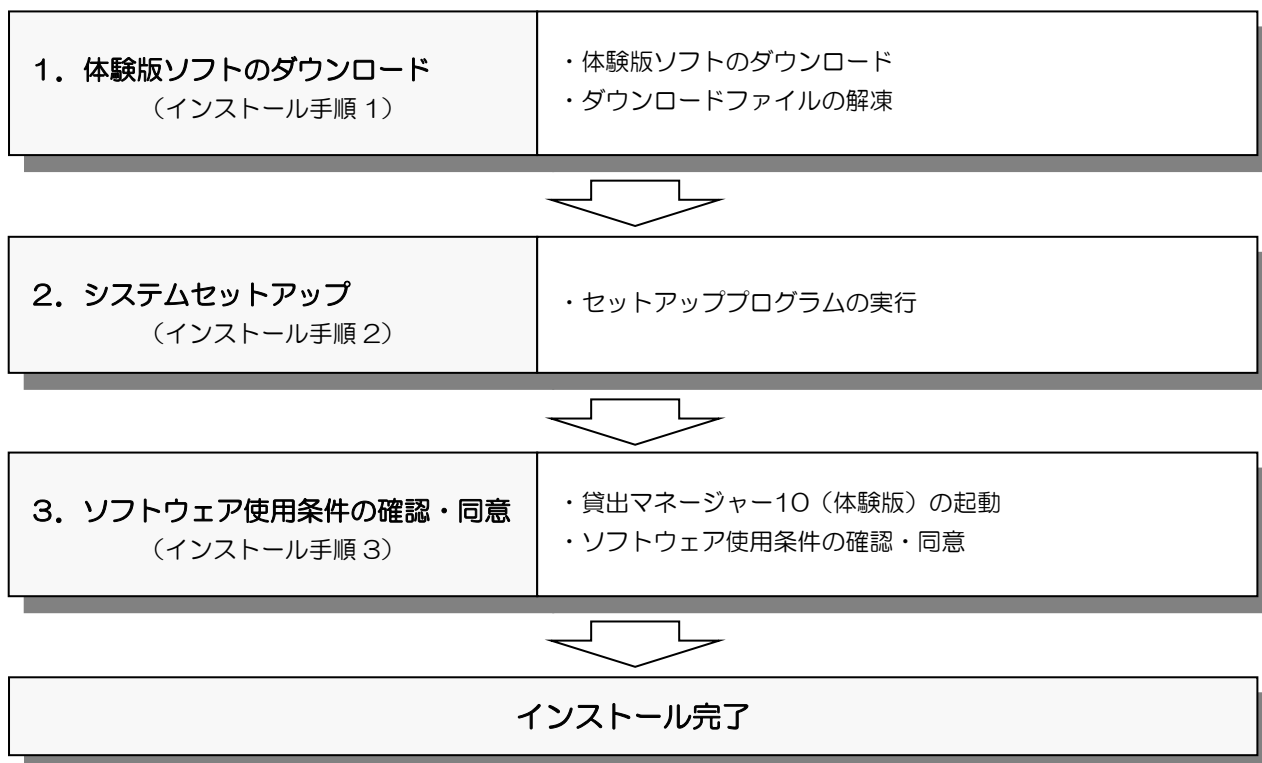 １．体験版ソフトのダウンロード
（インストール手順１）
・体験版ソフトのダウンロード
・ダウンロードファイルの解凍
２．システムセットアップ
（インストール手順２）
・セットアッププログラムの実行
３．ソフトウェア使用条件の確認・同意
（インストール手順３）
・貸出マネージャー10（体験版）の起動
・ソフトウェア使用条件の確認・同意
インストール完了